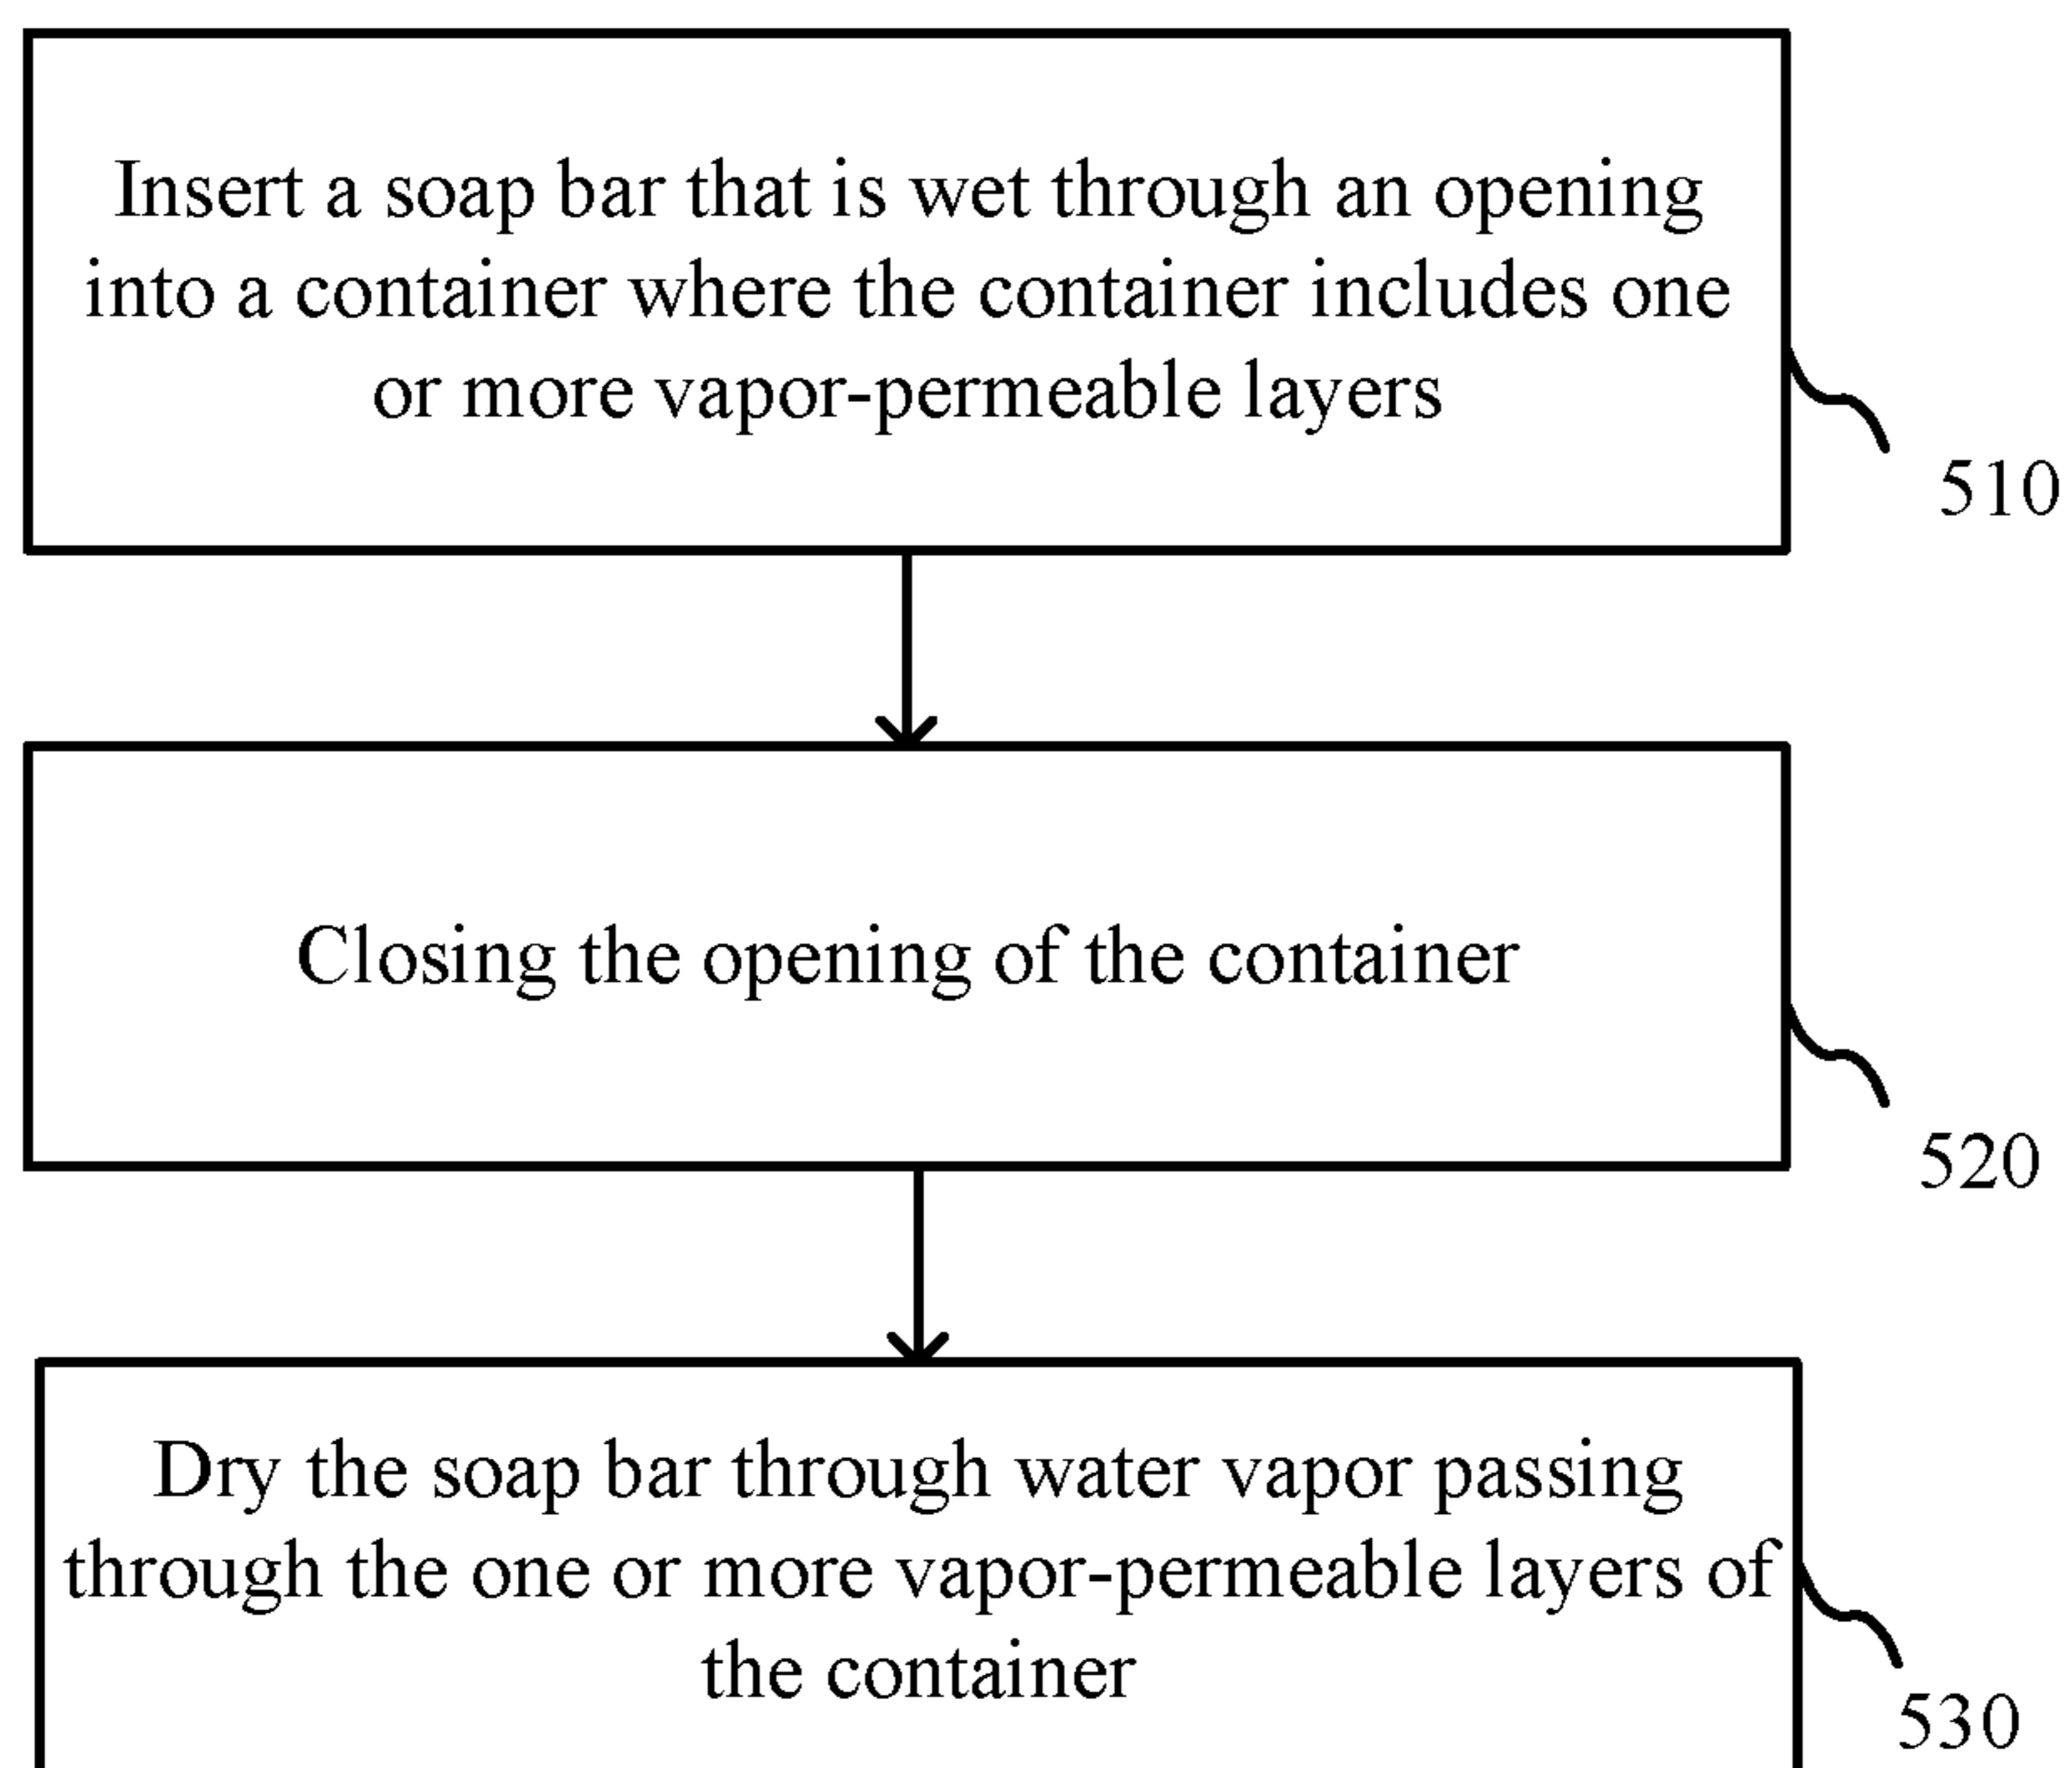 Insert a soap bar that is wet through an opening
into a container where the container includes one
or more vapor-permeable layers
510
Closing the opening of the container
520
Dry the soap bar through water vapor passing
through the one or more vapor-permeable layers of
the container
530